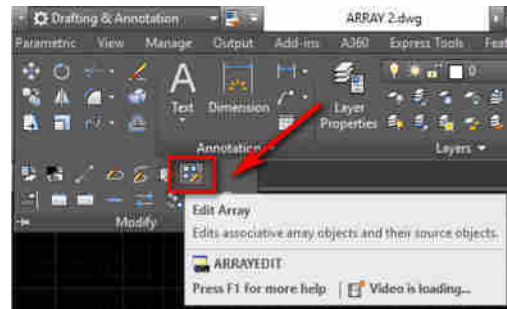 Drafting & Annotation
ARRAY 2.dwg
Parametric View Manage Output Add-ins A360 Express Tools Feat
Text
Dimension
Layer
Properties
0
Annotation
Layers
Modify
Edit Array
Edits associative array objects and their source objects.
ARRAYEDIT
Press F1 for more help
Video is loading...